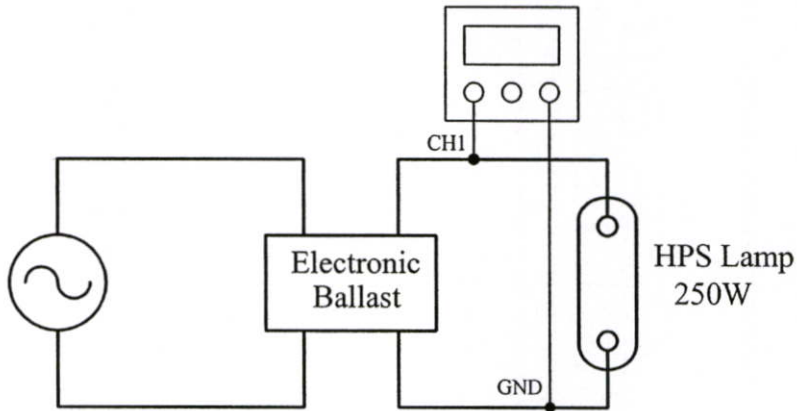 CH1
Electronic
Ballast
HPS Lamp
250W
GND